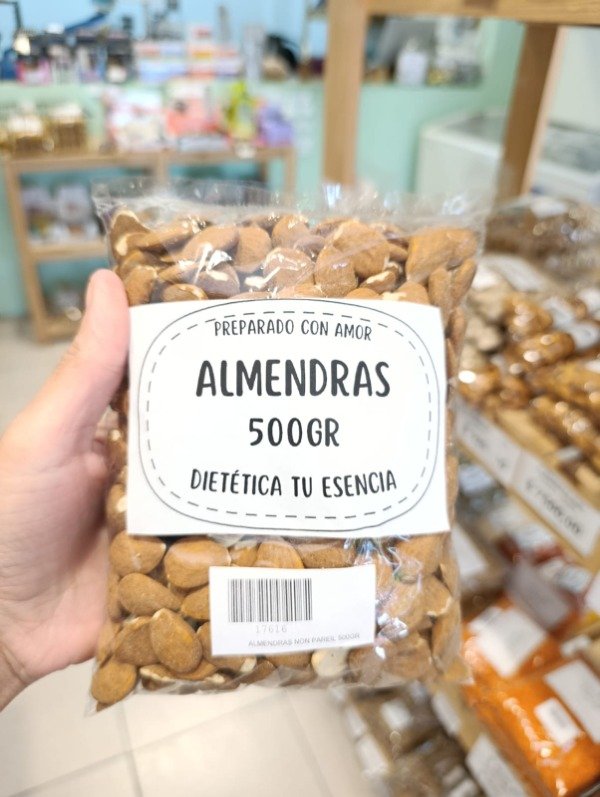 PREPARADO CON AMOR
ALMENDRAS
500GR
DIETÉTICA TU ESENCIA
17616
ALMENDRAS NON PAREIL 500GR